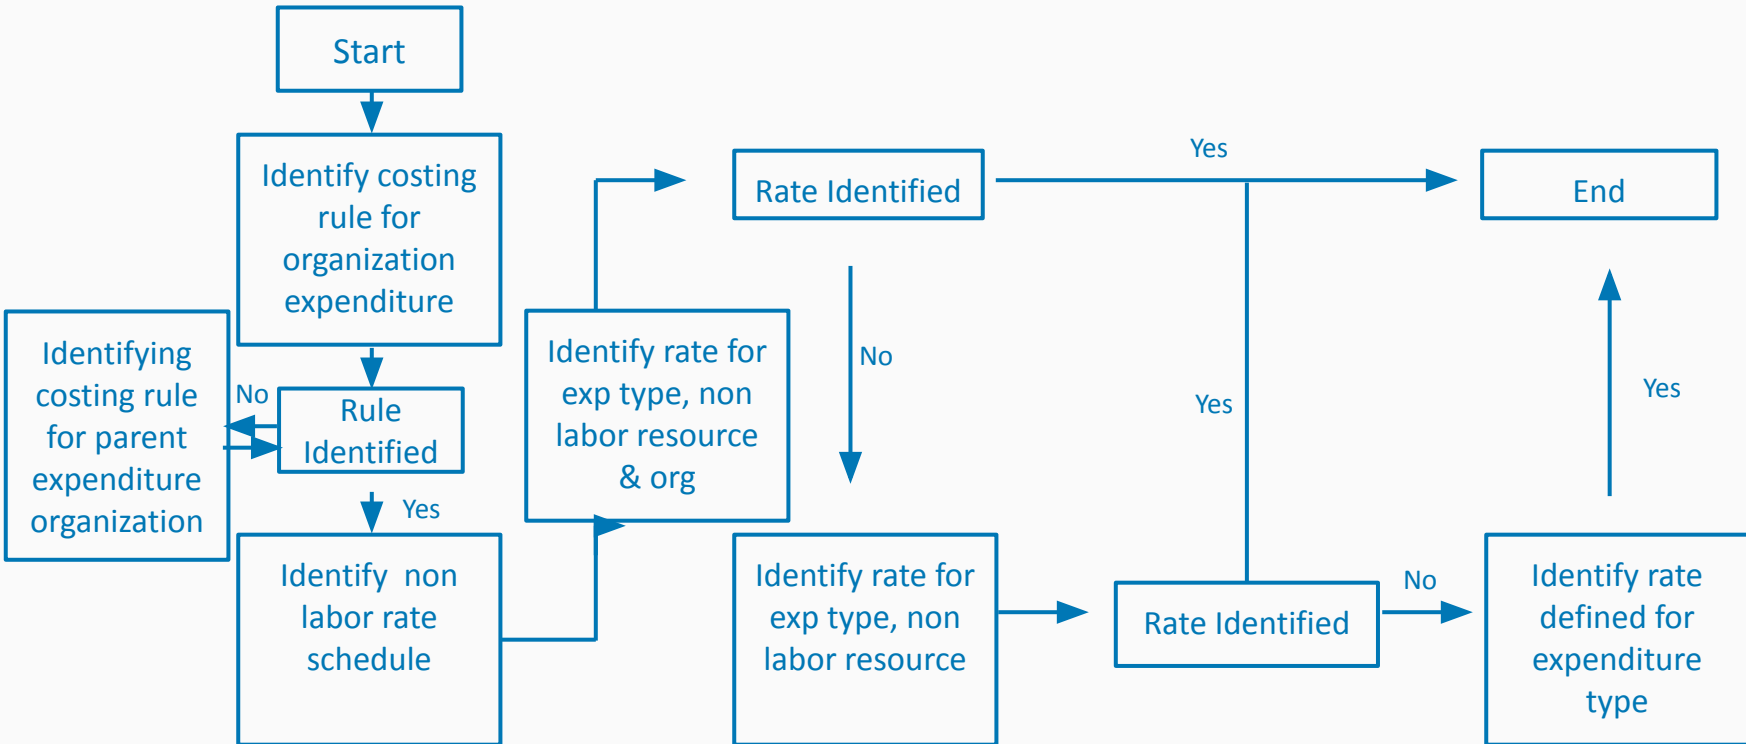 Start
Identify costing
rule for
organization
expenditure
Identifying
costing rule
for parent
expenditure
organization
No
Rule
Identified
Yes
Identify non
labor rate
schedule
Identify rate for
exp type, non
labor resource
& org
Rate Identified
Yes
End
No
Identify rate for
exp type, non
labor resource
Rate Identified
Yes
No
Identify rate
defined for
expenditure
type
Yes